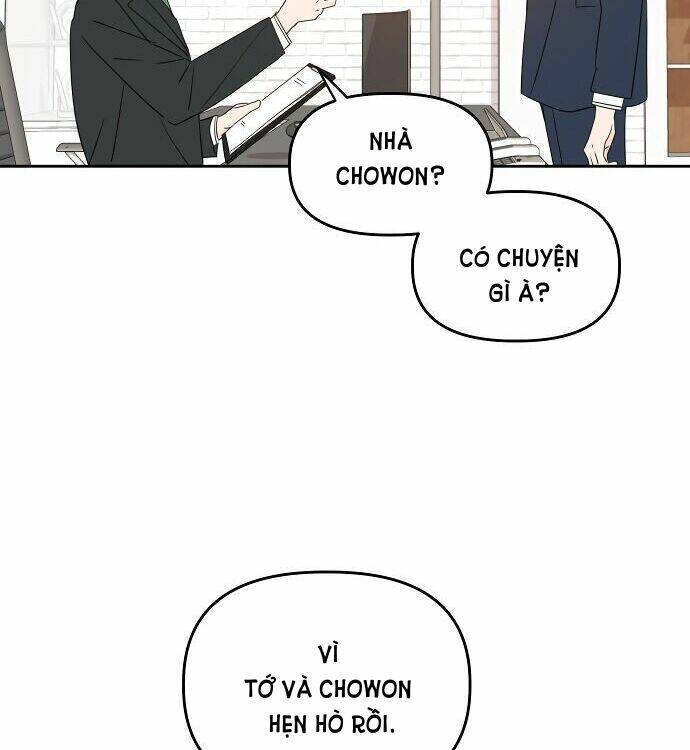 NHÀ
CHOWON?
CÓ CHUYỆN
GÌ À?
VÌ
TỚ VÀ CHOWON
HẸN HÒ RỒI.